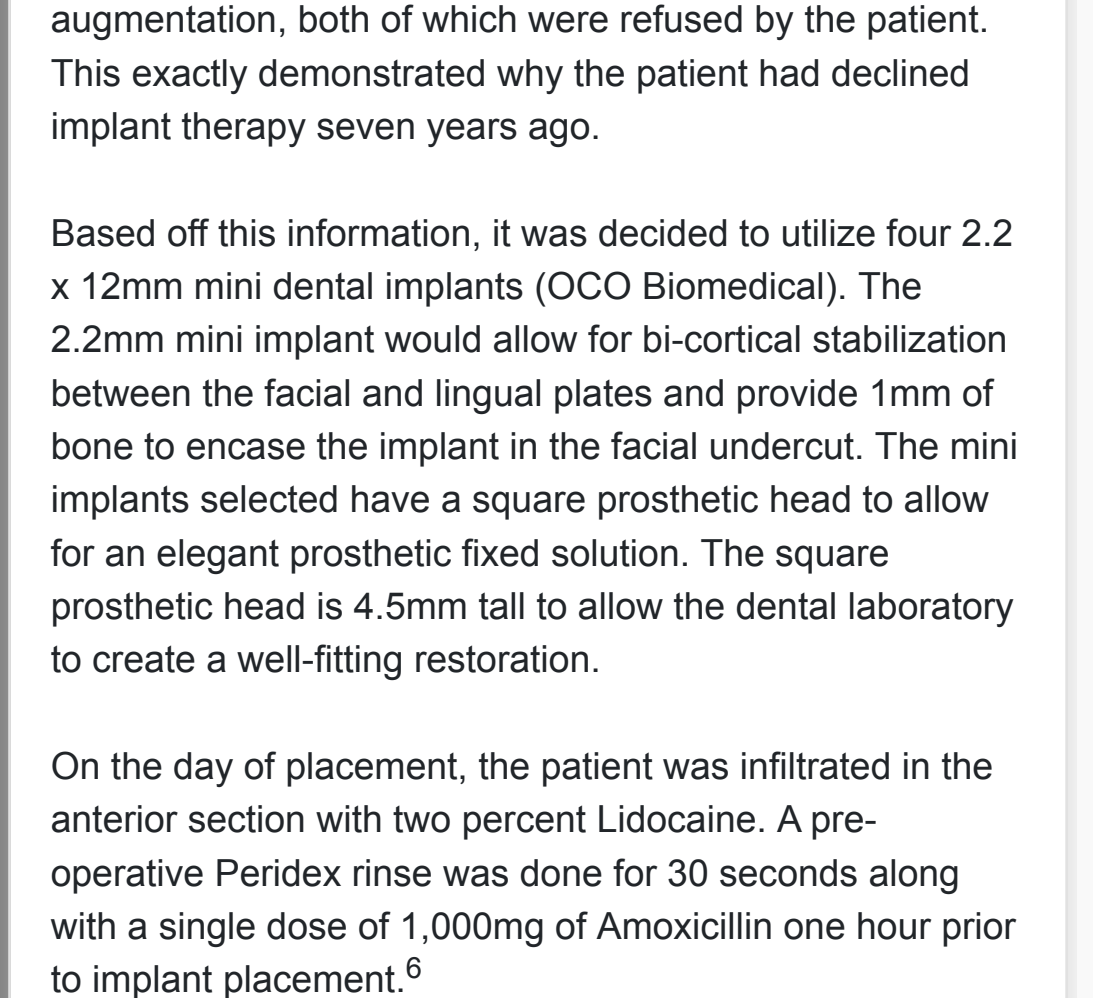 augmentation, both of which were refused by the patient.
This exactly demonstrated why the patient had declined
implant therapy seven years ago.
Based off this information, it was decided to utilize four 2.2
x 12mm mini dental implants (OCO Biomedical). The
2.2mm mini implant would allow for bi-cortical stabilization
between the facial and lingual plates and provide 1mm of
bone to encase the implant in the facial undercut. The mini
implants selected have a square prosthetic head to allow
for an elegant prosthetic fixed solution. The square
prosthetic head is 4.5mm tall to allow the dental laboratory
to create a well-fitting restoration.
On the day of placement, the patient was infiltrated in the
anterior section with two percent Lidocaine. A pre-
operative Peridex rinse was done for 30 seconds along
with a single dose of 1,000mg of Amoxicillin one hour prior
to implant placement.6